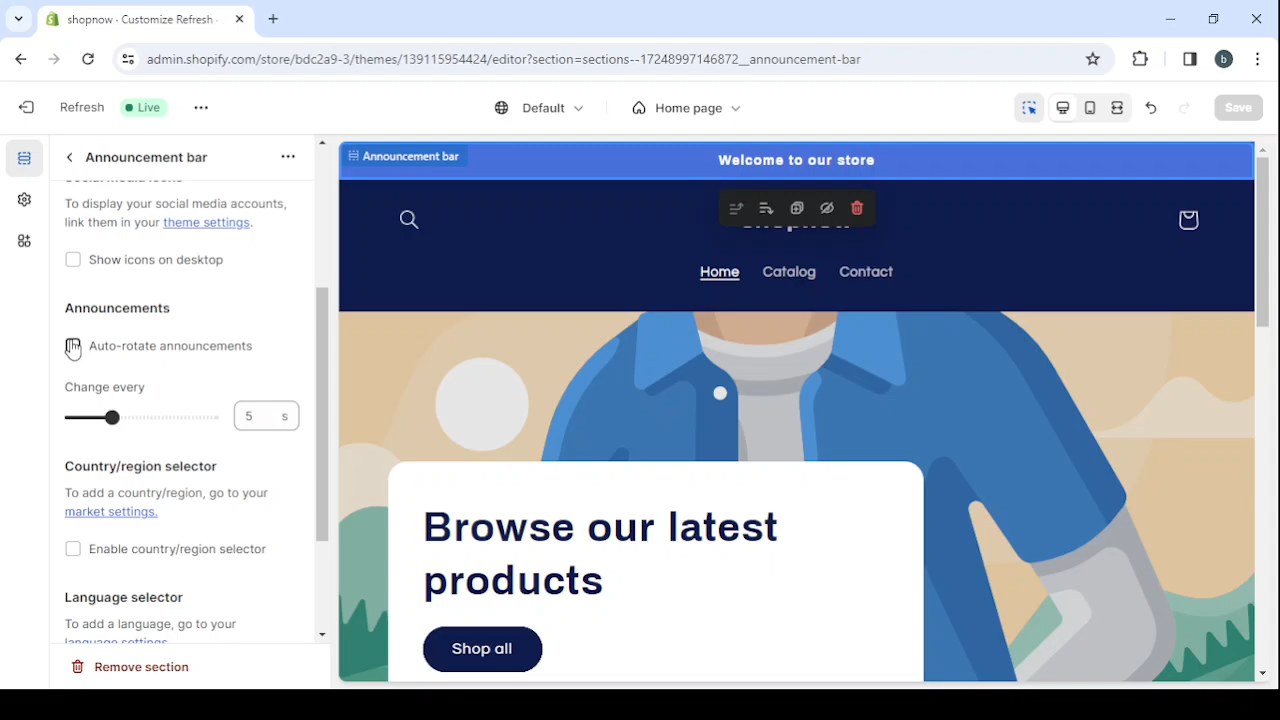 shopnow · Customize Refresh ·
admin.shopify.com/store/bdc2a9-3/themes/139115954424/editor?section=sections--17248997146872__announcement-bar
b
Refresh
Live
Default
Home page
Save
Announcement bar
To display your social media accounts,
link them in your theme settings.
Show icons on desktop
Announcements
Auto-rotate announcements
Change every
5 s
Country/region selector
To add a country/region, go to your
market settings.
Enable country/region selector
Language selector
To add a language, go to your
language settings.
Remove section
Announcement bar
Welcome to our store
Home Catalog Contact
Browse our latest
products
Shop all